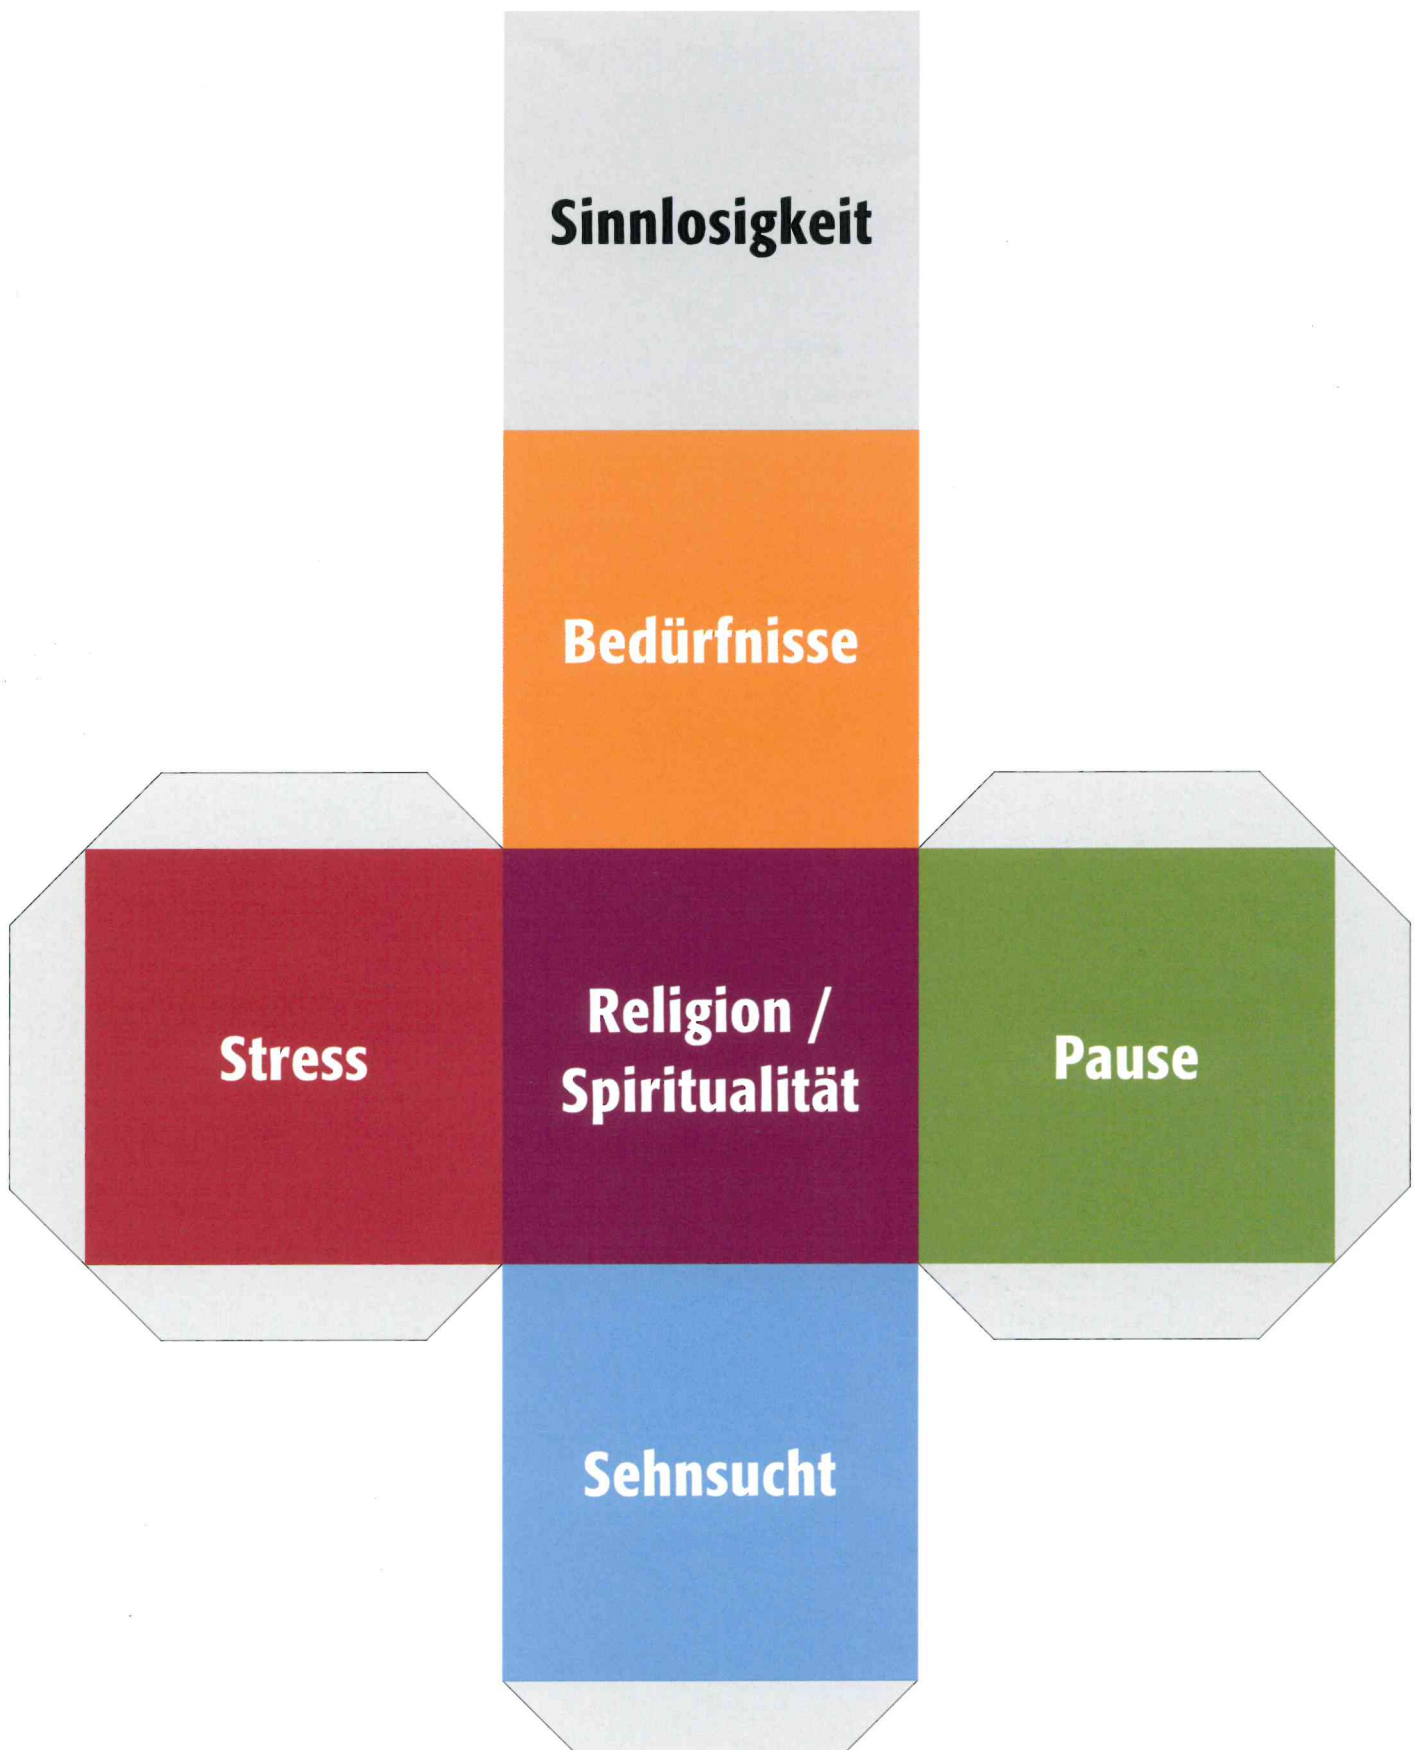 Sinnlosigkeit
Bedürfnisse
Stress
Religion /
Spiritualität
Pause
Sehnsucht